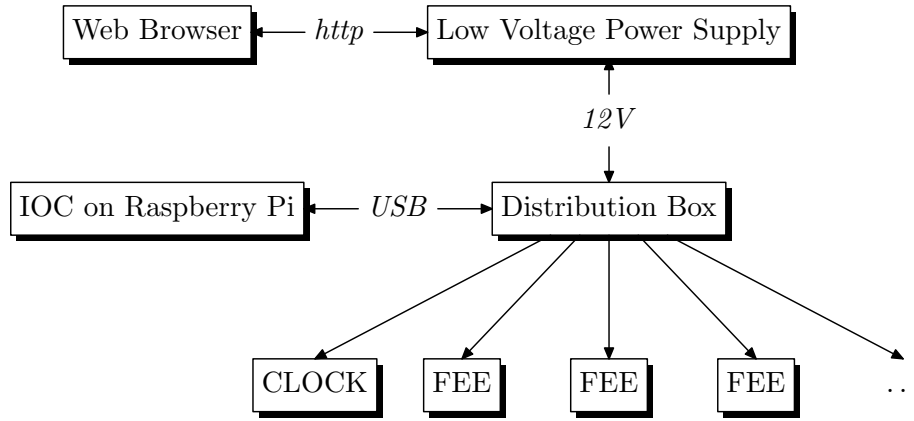 Web Browser http Low Voltage Power Supply
12V
IOC on Raspberry Pi USB Distribution Box
CLOCK FEE FEE FEE ..